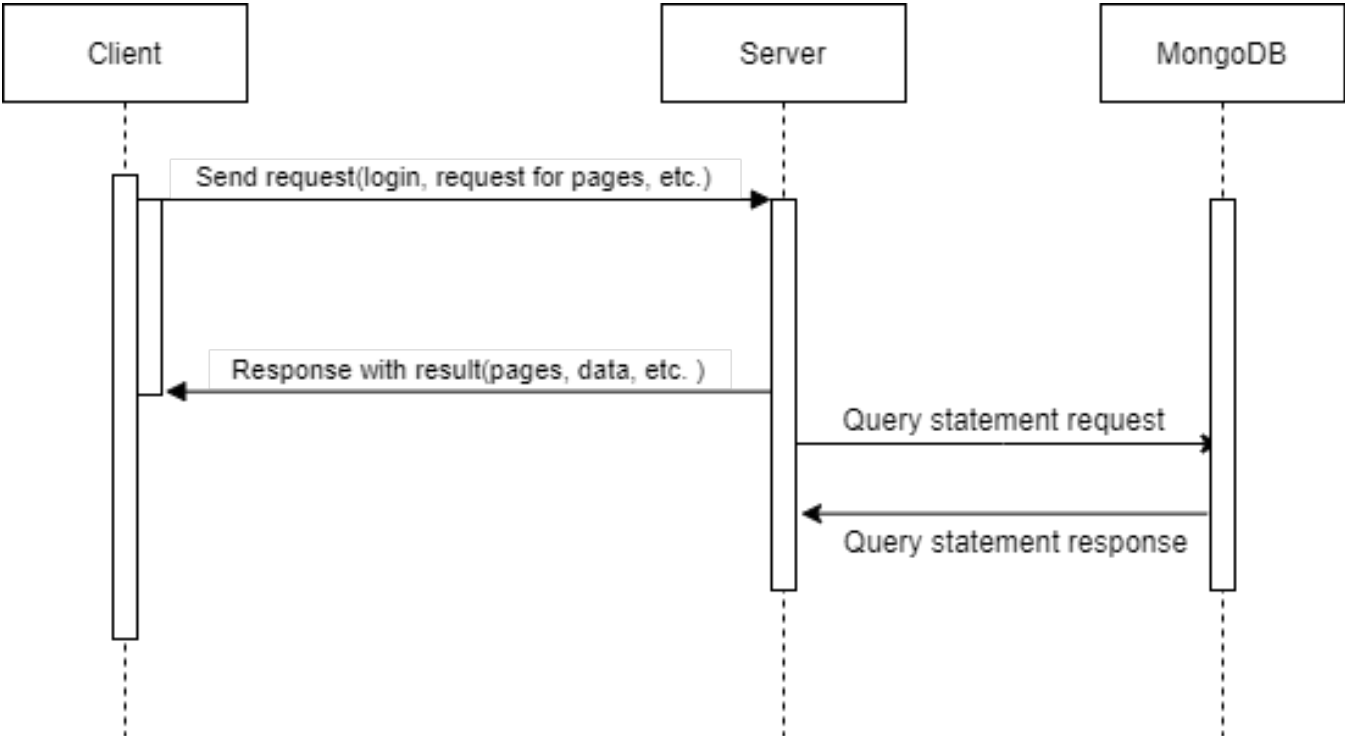 Client
Server
MongoDB
Send request(login, request for pages, etc.)
Response with result(pages, data, etc. )
Query statement request
Query statement response